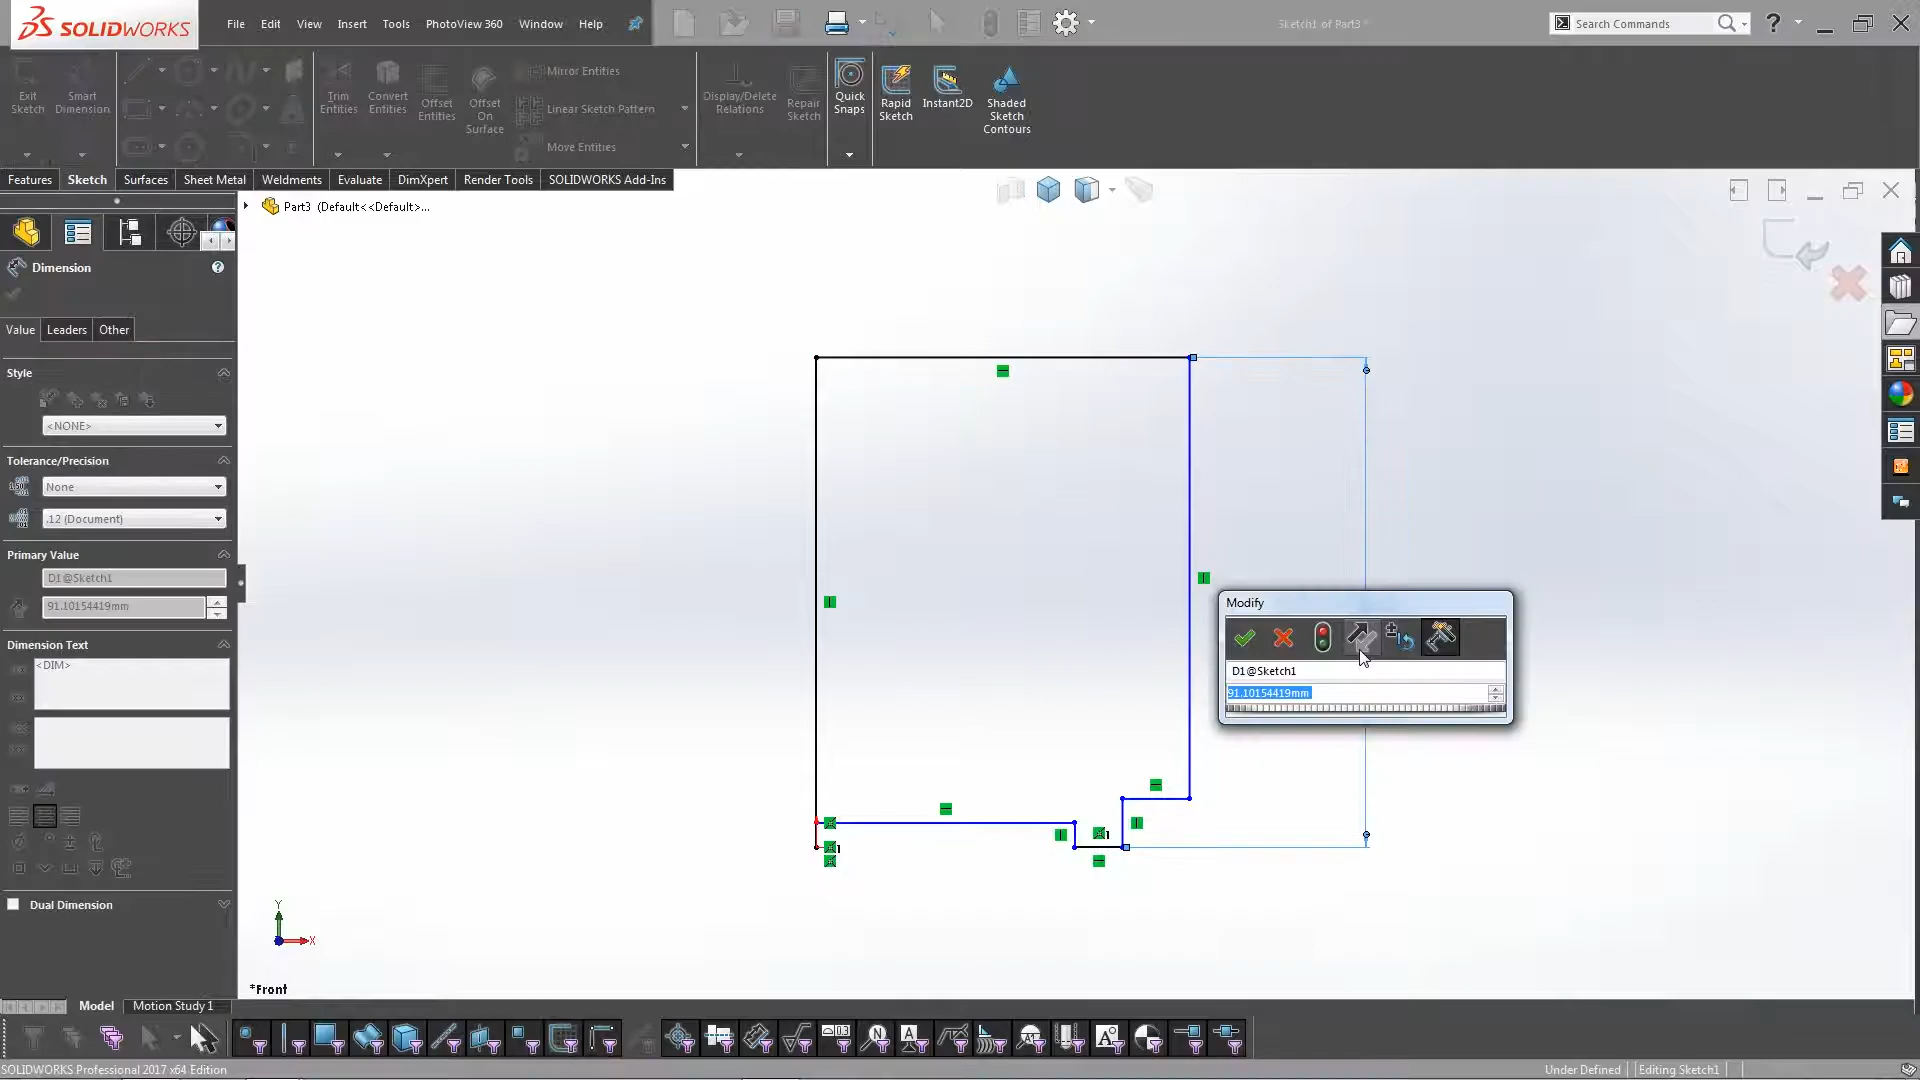 SOLIDWORKS
File Edit View Insert Tools PhotoView 360 Window Help
Sketch1 of Part3 *
Search Commands
?
Exit Sketch
Smart Dimension
Trim Entities
Convert Entities
Offset Entities
Offset On Surface
Mirror Entities
Linear Sketch Pattern
Move Entities
Display/Delete Relations
Repair Sketch
Quick Snaps
Rapid Sketch
Instant2D
Shaded Sketch Contours
Features Sketch Surfaces Sheet Metal Weldments Evaluate DimXpert Render Tools SOLIDWORKS Add-Ins
Part3 (Default<<Default>...
Dimension
?
Value Leaders Other
Style
<NONE>
Tolerance/Precision
None
.12 (Document)
Primary Value
D1@Sketch1
91.10154419mm
Dimension Text
<DIM>
Dual Dimension
Modify
D1@Sketch1
91.10154419mm
1
1
Y
X
*Front
Model Motion Study 1
SOLIDWORKS Professional 2017 x64 Edition
Under Defined
Editing Sketch1